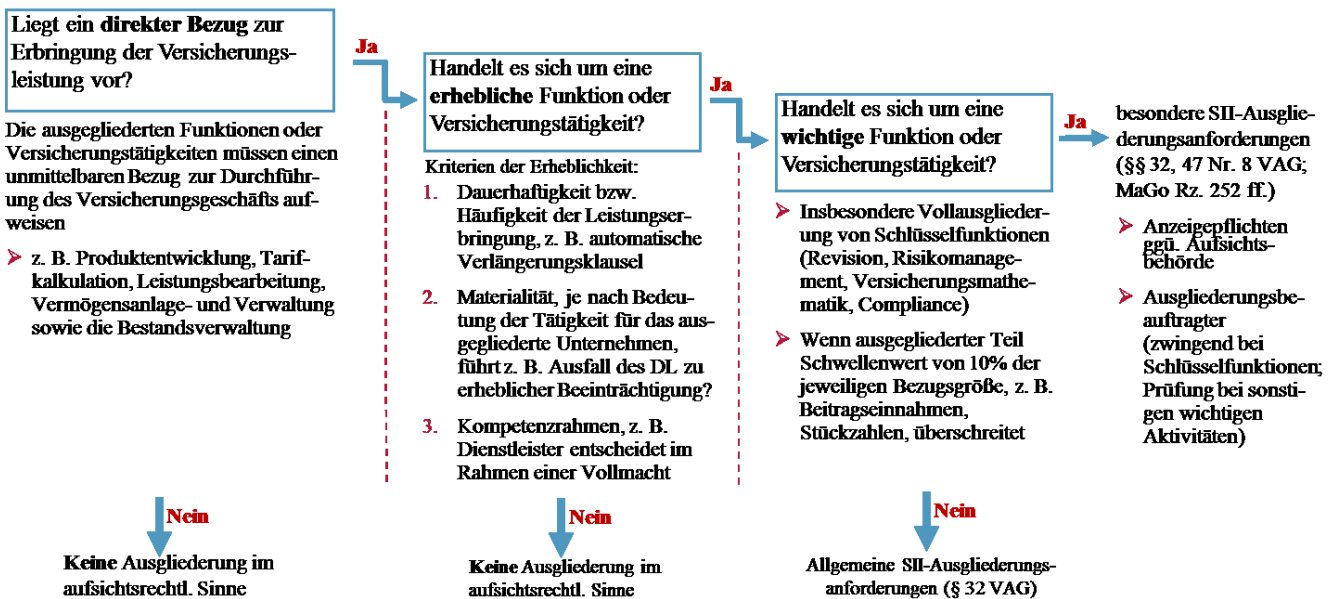 Liegt ein direkter Bezug zur
Erbringung der Versicherungs-
leistung vor?
Die ausgegliederten Funktionen oder
Versicherungstätigkeiten müssen einen
unmittelbaren Bezug zur Durchfüh-
rung des Versicherungsgeschäfts auf-
weisen
z. B. Produktentwicklung, Tarif-
kalkulation, Leistungsbearbeitung,
Vermögensanlage- und Verwaltung
sowie die Bestandsverwaltung
Nein
Keine Ausgliederung im
aufsichtsrechtl. Sinne
Ja
Handelt es sich um eine
erhebliche Funktion oder
Versicherungstätigkeit?
Kriterien der Erheblichkeit:
1. Dauerhaftigkeit bzw.
Häufigkeit der Leistungser-
bringung, z. B. automatische
Verlängerungsklausel
2. Materialität, je nach Bedeu-
tung der Tätigkeit für das aus-
gegliederte Unternehmen,
führt z. B. Ausfall des DL zu
erheblicher Beeinträchtigung?
3. Kompetenzrahmen, z. B.
Dienstleister entscheidet im
Rahmen einer Vollmacht
Nein
Keine Ausgliederung im
aufsichtsrechtl. Sinne
Ja
Handelt es sich um eine
wichtige Funktion oder
Versicherungstätigkeit?
Insbesondere Vollausglieder-
ung von Schlüsselfunktionen
(Revision, Risikomanage-
ment, Versicherungsmathe-
matik, Compliance)
Wenn ausgegliederter Teil
Schwellenwert von 10% der
jeweiligen Bezugsgröße, z. B.
Beitragseinnahmen,
Stückzahlen, überschreitet
Nein
Allgemeine SII-Ausgliederungs-
anforderungen (§ 32 VAG)
Ja
besondere SII-Ausglie-
derungsanforderungen
(§§ 32, 47 Nr. 8 VAG;
MaGo Rz. 252 ff.)
Anzeigepflichten
ggü. Aufsichts-
behörde
Ausgliederungsbe-
auftragter
(zwingend bei
Schlüsselfunktionen;
Prüfung bei sonsti-
gen wichtigen
Aktivitäten)